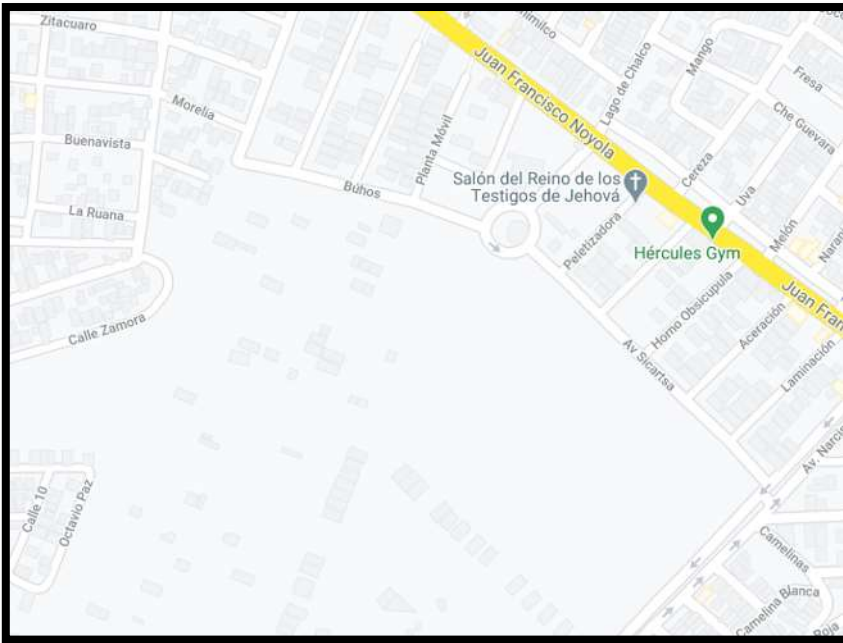 Zitacuaro
Morelia
Buenavista
La Ruana
Calle Zamora
Búhos
Planta Móvil
Juan Francisco Noyola
Lago de Chalco
Mango
Fresa
Che Guevara
Cereza
Uva
Melón
Salón del Reino de los
Testigos de Jehová
Peletizadora
Hércules Gym
Horno Obsicupula
Juan Fran
Aceración
Laminación
Av Sicartsa
Av. Narcis
Calle 10
Octavio Paz
Camelinas
Camelina Blanca